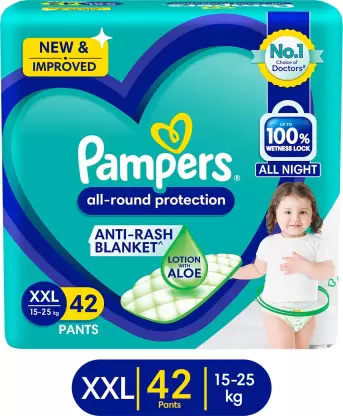 NEW &
IMPROVED
No.1
Choice of
Doctors*
Pampers®
all-round protection
UP TO
100%
WETNESS LOCK
ALL NIGHT
ANTI-RASH
BLANKET^
LOTION
WITH
ALOE
XXL
15-25 kg
42
PANTS
XXL 42 Pants 15-25 kg